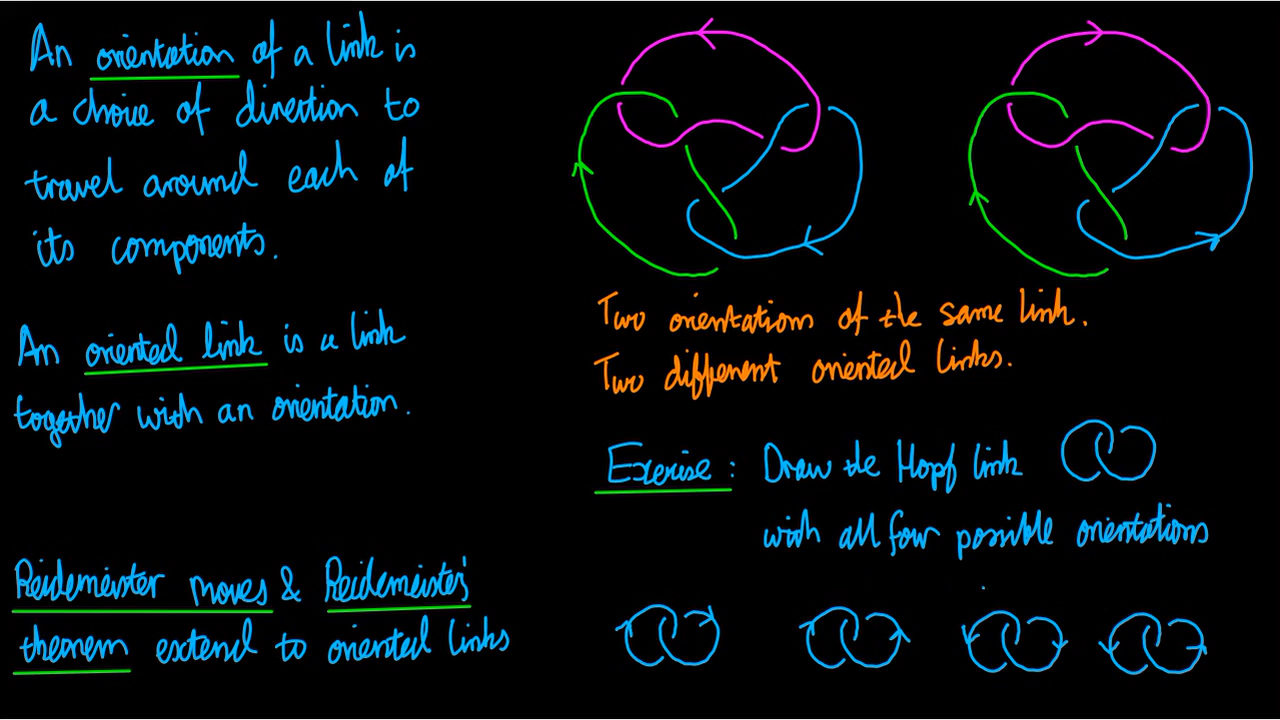 An orientation of a link is
a choice of direction to
travel around each of
its components.
An oriented link is a link
together with an orientation.
Reidemeister moves & Reidemeister's
theorem extend to oriented links
Two orientations of the same link.
Two different oriented links.
Exercise: Draw the Hopf link
with all four possible orientations